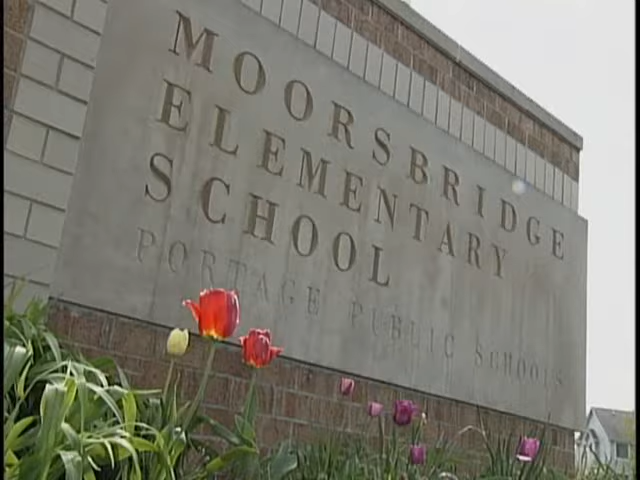 MOORSBRIDGE
ELEMENTARY
SCHOOL
PORTAGE PUBLIC SCHOOLS